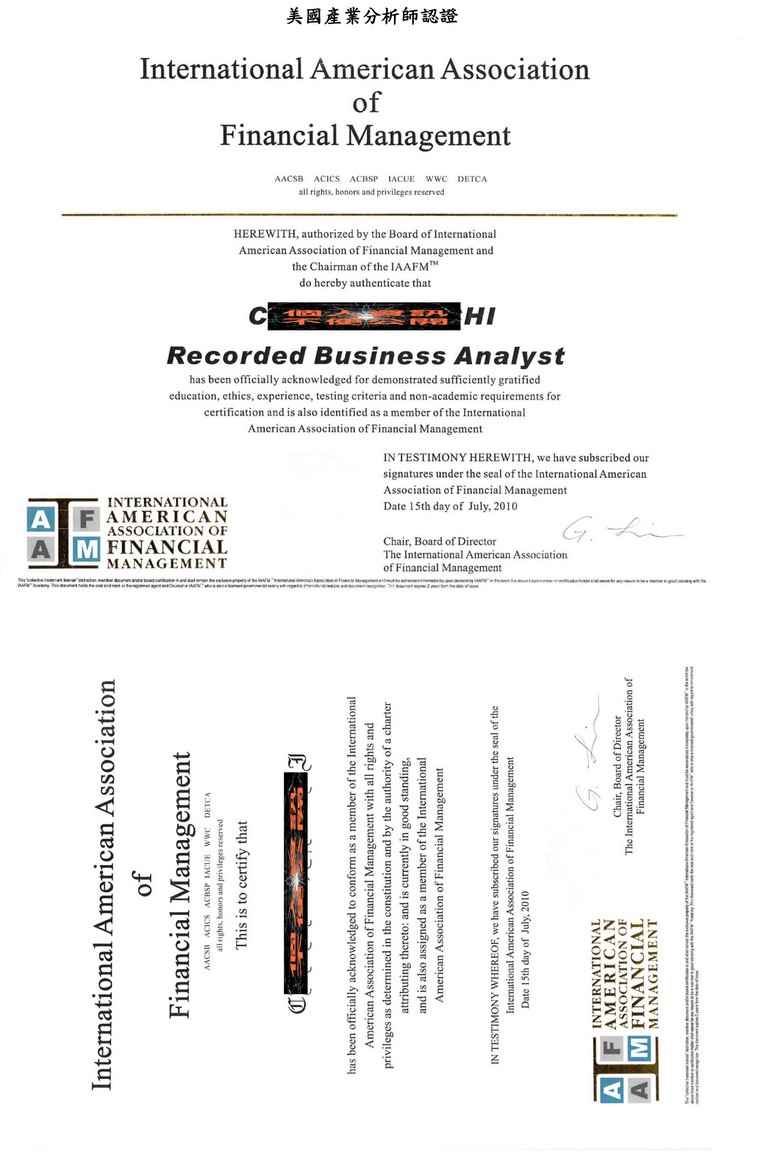 美國產業分析師認證
International American Association
of
Financial Management
AACSB ACICS ACBSP IACUE WWC DETCA
all rights, honors and privileges reserved
HEREWITH, authorized by the Board of International
American Association of Financial Management and
the Chairman of the IAAFM™
do hereby authenticate that
C 個人資訊 HI
不便公開
Recorded Business Analyst
has been officially acknowledged for demonstrated sufficiently gratified
education, ethics, experience, testing criteria and non-academic requirements for
certification and is also identified as a member of the International
American Association of Financial Management
IN TESTIMONY HEREWITH, we have subscribed our
signatures under the seal of the International American
Association of Financial Management
Date 15th day of July, 2010
G. Lin
Chair, Board of Director
The International American Association
of Financial Management
A F A M
INTERNATIONAL
AMERICAN
ASSOCIATION OF
FINANCIAL
MANAGEMENT
International American Association
of
Financial Management
AACSB ACICS ACBSP IACUE WWC DETCA
all rights, honors and privileges reserved
This is to certify that
has been officially acknowledged to conform as a member of the International
American Association of Financial Management with all rights and
privileges as determined in the constitution and by the authority of a charter
attributing thereto: and is currently in good standing,
and is also assigned as a member of the International
American Association of Financial Management
IN TESTIMONY WHEREOF, we have subscribed our signatures under the seal of the
International American Association of Financial Management
Date 15th day of July, 2010
G. Lin
Chair, Board of Director
The International American Association of
Financial Management
A F A M
INTERNATIONAL
AMERICAN
ASSOCIATION OF
FINANCIAL
MANAGEMENT